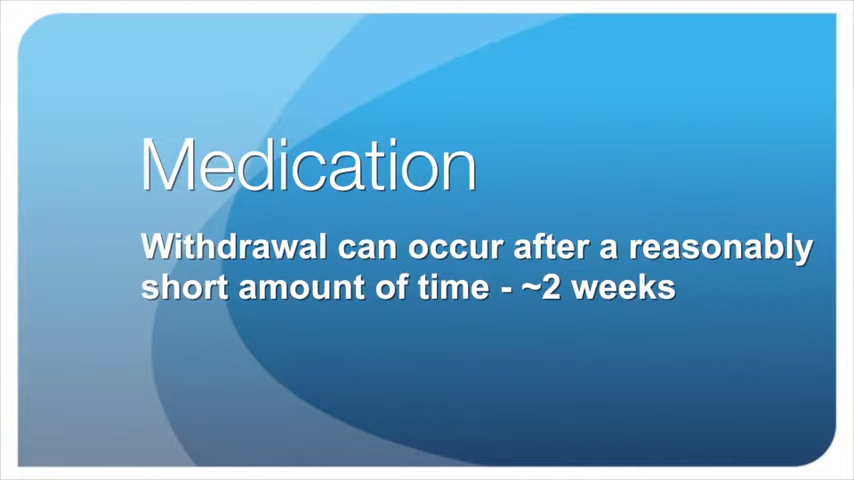 Medication
Withdrawal can occur after a reasonably
short amount of time - ~2 weeks